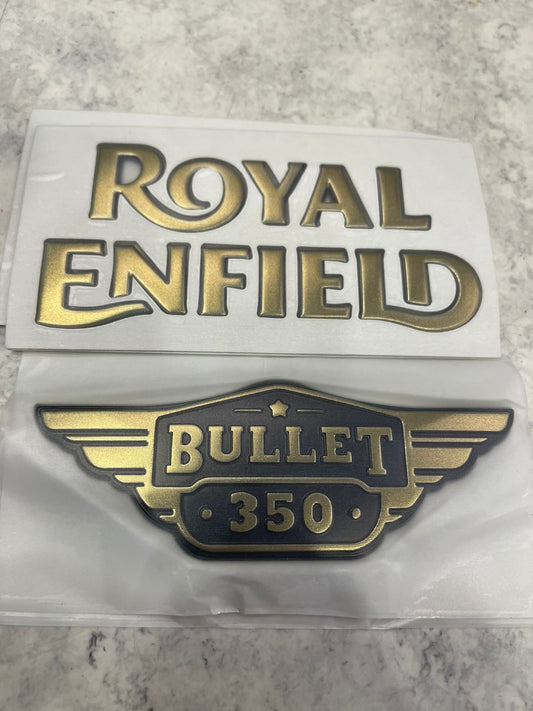 ROYAL
ENFIELD
BULLET
· 350 ·